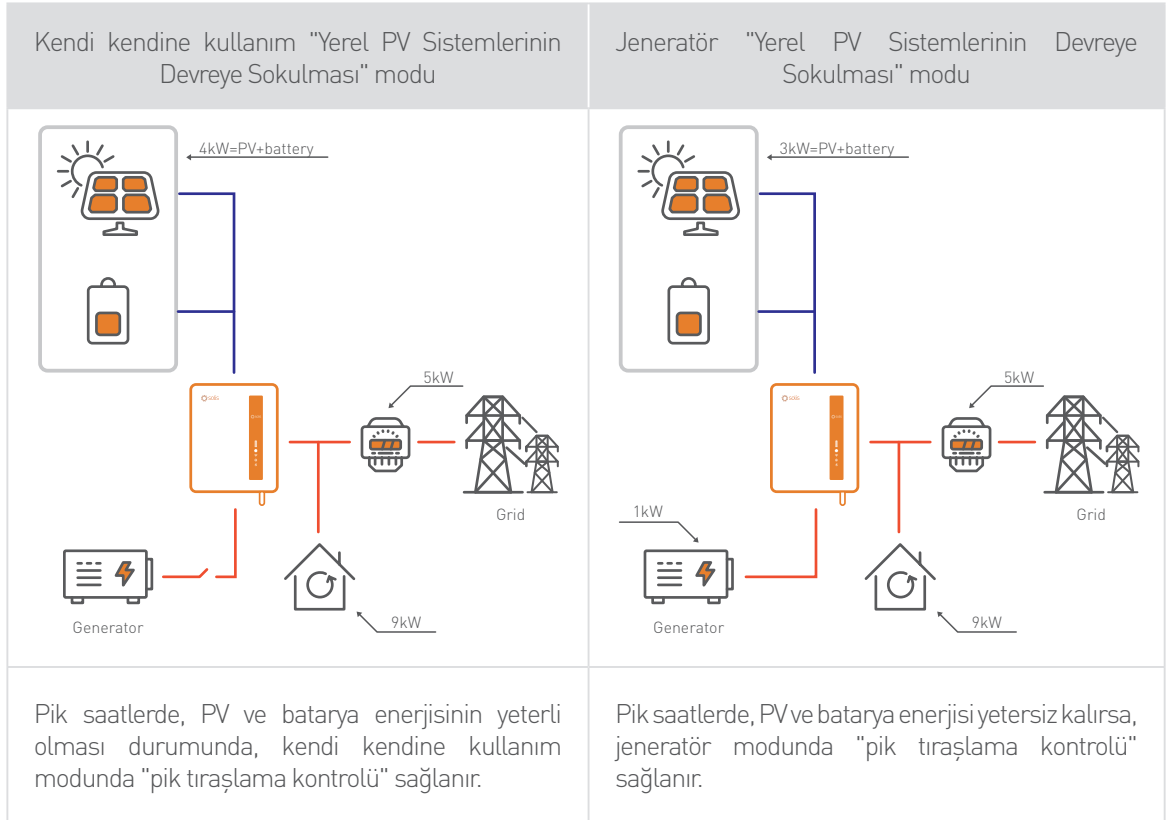 Kendi kendine kullanım "Yerel PV Sistemlerinin
Devreye Sokulması" modu
4kW=PV+battery
SOLIS
5kW
Grid
Generator
9kW
Pik saatlerde, PV ve batarya enerjisinin yeterli
olması durumunda, kendi kendine kullanım
modunda "pik tıraşlama kontrolü" sağlanır.
Jeneratör "Yerel PV Sistemlerinin Devreye
Sokulması" modu
3kW=PV+battery
SOLIS
5kW
Grid
1kW
Generator
9kW
Pik saatlerde, PV ve batarya enerjisi yetersiz kalırsa,
jeneratör modunda "pik tıraşlama kontrolü"
sağlanır.